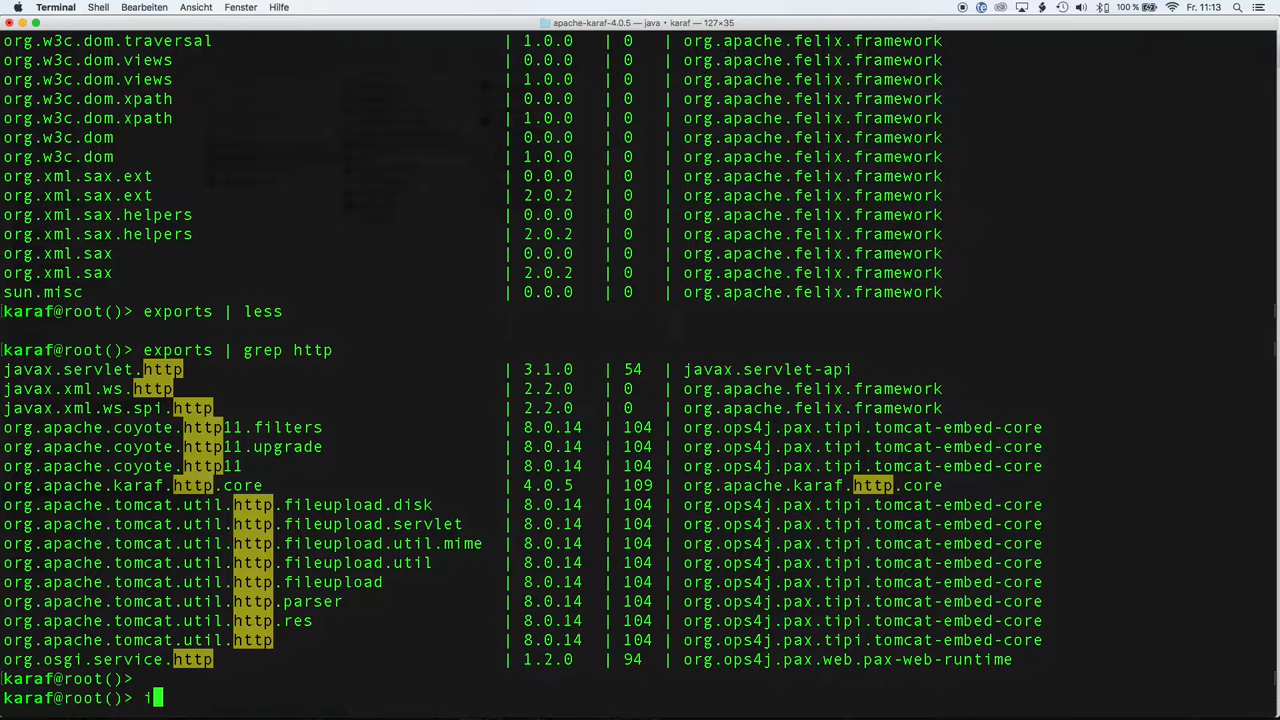 Terminal Shell Bearbeiten Ansicht Fenster Hilfe 100 % Fr. 11:13
apache-karaf-4.0.5 — java • karaf — 127×35
org.w3c.dom.traversal | 1.0.0 | 0 | org.apache.felix.framework
org.w3c.dom.views | 0.0.0 | 0 | org.apache.felix.framework
org.w3c.dom.views | 1.0.0 | 0 | org.apache.felix.framework
org.w3c.dom.xpath | 0.0.0 | 0 | org.apache.felix.framework
org.w3c.dom.xpath | 1.0.0 | 0 | org.apache.felix.framework
org.w3c.dom | 0.0.0 | 0 | org.apache.felix.framework
org.w3c.dom | 1.0.0 | 0 | org.apache.felix.framework
org.xml.sax.ext | 0.0.0 | 0 | org.apache.felix.framework
org.xml.sax.ext | 2.0.2 | 0 | org.apache.felix.framework
org.xml.sax.helpers | 0.0.0 | 0 | org.apache.felix.framework
org.xml.sax.helpers | 2.0.2 | 0 | org.apache.felix.framework
org.xml.sax | 0.0.0 | 0 | org.apache.felix.framework
org.xml.sax | 2.0.2 | 0 | org.apache.felix.framework
sun.misc | 0.0.0 | 0 | org.apache.felix.framework
karaf@root()> exports | less
karaf@root()> exports | grep http
javax.servlet.http | 3.1.0 | 54 | javax.servlet-api
javax.xml.ws.http | 2.2.0 | 0 | org.apache.felix.framework
javax.xml.ws.spi.http | 2.2.0 | 0 | org.apache.felix.framework
org.apache.coyote.http11.filters | 8.0.14 | 104 | org.ops4j.pax.tipi.tomcat-embed-core
org.apache.coyote.http11.upgrade | 8.0.14 | 104 | org.ops4j.pax.tipi.tomcat-embed-core
org.apache.coyote.http11 | 8.0.14 | 104 | org.ops4j.pax.tipi.tomcat-embed-core
org.apache.karaf.http.core | 4.0.5 | 109 | org.apache.karaf.http.core
org.apache.tomcat.util.http.fileupload.disk | 8.0.14 | 104 | org.ops4j.pax.tipi.tomcat-embed-core
org.apache.tomcat.util.http.fileupload.servlet | 8.0.14 | 104 | org.ops4j.pax.tipi.tomcat-embed-core
org.apache.tomcat.util.http.fileupload.util.mime | 8.0.14 | 104 | org.ops4j.pax.tipi.tomcat-embed-core
org.apache.tomcat.util.http.fileupload.util | 8.0.14 | 104 | org.ops4j.pax.tipi.tomcat-embed-core
org.apache.tomcat.util.http.fileupload | 8.0.14 | 104 | org.ops4j.pax.tipi.tomcat-embed-core
org.apache.tomcat.util.http.parser | 8.0.14 | 104 | org.ops4j.pax.tipi.tomcat-embed-core
org.apache.tomcat.util.http.res | 8.0.14 | 104 | org.ops4j.pax.tipi.tomcat-embed-core
org.apache.tomcat.util.http | 8.0.14 | 104 | org.ops4j.pax.tipi.tomcat-embed-core
org.osgi.service.http | 1.2.0 | 94 | org.ops4j.pax.web.pax-web-runtime
karaf@root()>
karaf@root()> i